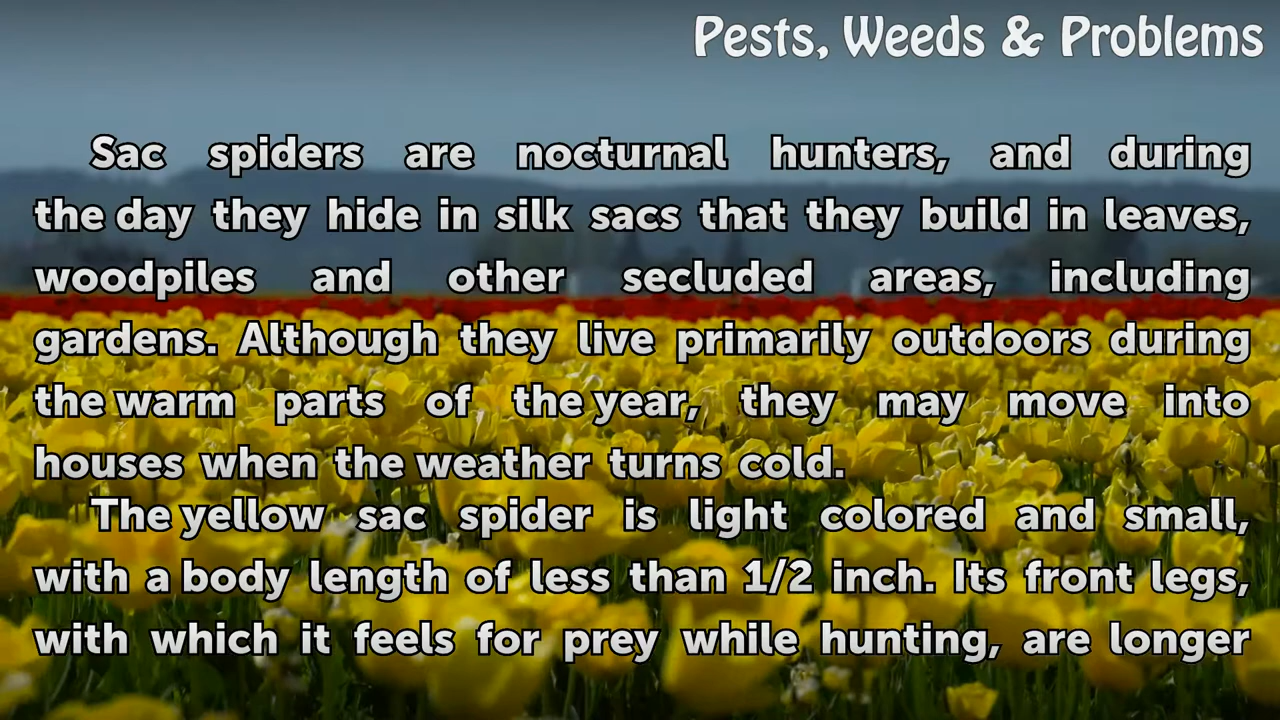 Pests, Weeds & Problems
Sac spiders are nocturnal hunters, and during
the day they hide in silk sacs that they build in leaves,
woodpiles and other secluded areas, including
gardens. Although they live primarily outdoors during
the warm parts of the year, they may move into
houses when the weather turns cold.
The yellow sac spider is light colored and small,
with a body length of less than 1/2 inch. Its front legs,
with which it feels for prey while hunting, are longer